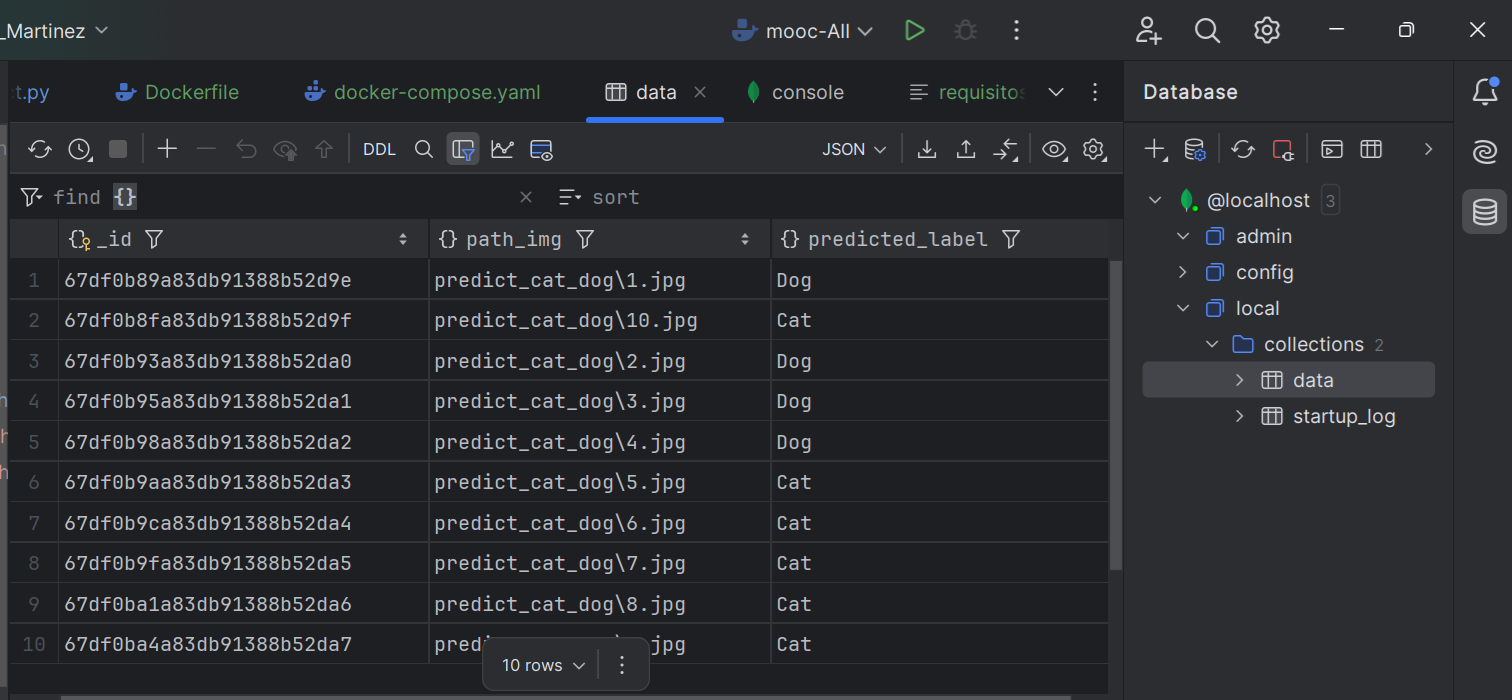 _Martinez mooc-All
t.py Dockerfile docker-compose.yaml data console requisitos Database
DDL JSON
find {} sort
{} _id {} path_img {} predicted_label
1 67df0b89a83db91388b52d9e predict_cat_dog\1.jpg Dog
2 67df0b8fa83db91388b52d9f predict_cat_dog\10.jpg Cat
3 67df0b93a83db91388b52da0 predict_cat_dog\2.jpg Dog
4 67df0b95a83db91388b52da1 predict_cat_dog\3.jpg Dog
5 67df0b98a83db91388b52da2 predict_cat_dog\4.jpg Dog
6 67df0b9aa83db91388b52da3 predict_cat_dog\5.jpg Cat
7 67df0b9ca83db91388b52da4 predict_cat_dog\6.jpg Cat
8 67df0b9fa83db91388b52da5 predict_cat_dog\7.jpg Cat
9 67df0ba1a83db91388b52da6 predict_cat_dog\8.jpg Cat
10 67df0ba4a83db91388b52da7 pred jpg Cat
10 rows
@localhost 3
admin
config
local
collections 2
data
startup_log